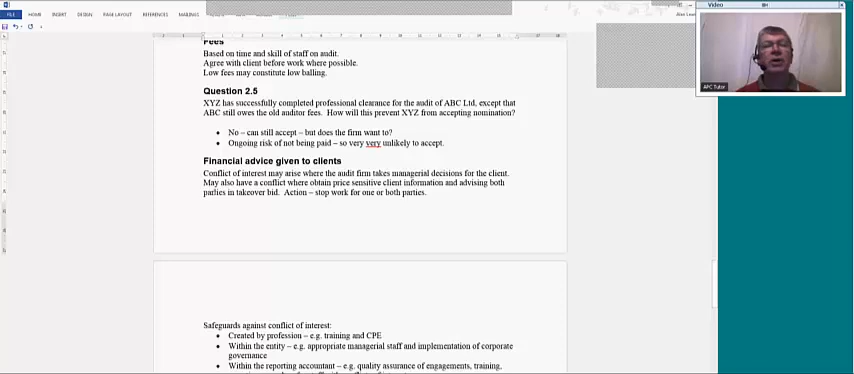 Video
FILE HOME INSERT DESIGN PAGE LAYOUT REFERENCES MAILINGS
Fees
Based on time and skill of staff on audit.
Agree with client before work where possible.
Low fees may constitute low balling.
APC Tutor
Question 2.5
XYZ has successfully completed professional clearance for the audit of ABC Ltd, except that
ABC still owes the old auditor fees. How will this prevent XYZ from accepting nomination?
• No – can still accept – but does the firm want to?
• Ongoing risk of not being paid – so very very unlikely to accept.
Financial advice given to clients
Conflict of interest may arise where the audit firm takes managerial decisions for the client.
May also have a conflict where obtain price sensitive client information and advising both
parties in takeover bid. Action – stop work for one or both parties.
Safeguards against conflict of interest:
• Created by profession – e.g. training and CPE
• Within the entity – e.g. appropriate managerial staff and implementation of corporate
governance
• Within the reporting accountant – e.g. quality assurance of engagements, training,